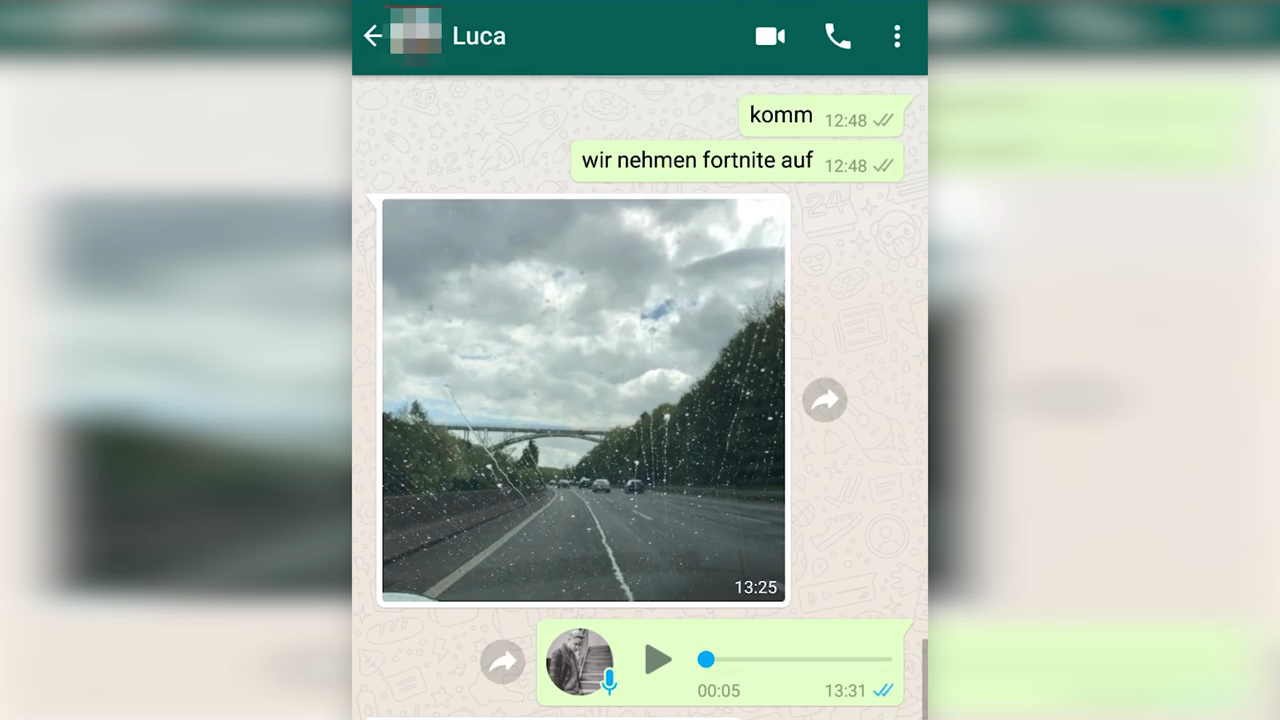 Luca
komm 12:48
wir nehmen fortnite auf 12:48
13:25
00:05 13:31